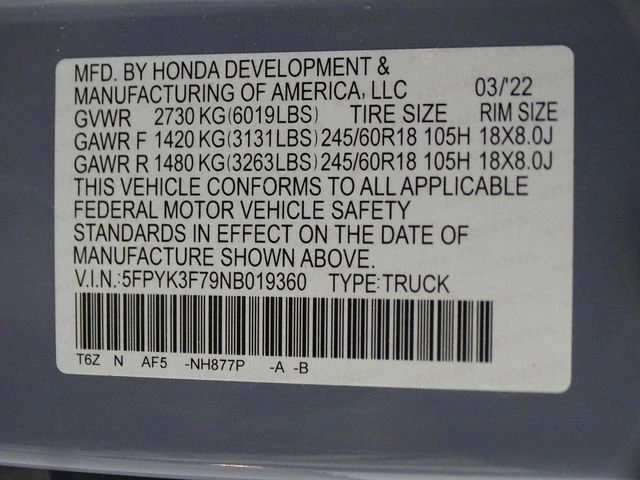 MFD. BY HONDA DEVELOPMENT &
MANUFACTURING OF AMERICA, LLC 03/'22
GVWR 2730 KG(6019LBS) TIRE SIZE RIM SIZE
GAWR F 1420 KG(3131LBS) 245/60R18 105H 18X8.0J
GAWR R 1480 KG(3263LBS) 245/60R18 105H 18X8.0J
THIS VEHICLE CONFORMS TO ALL APPLICABLE
FEDERAL MOTOR VEHICLE SAFETY
STANDARDS IN EFFECT ON THE DATE OF
MANUFACTURE SHOWN ABOVE.
V.I.N.:5FPYK3F79NB019360 TYPE:TRUCK
T6Z N AF5 -NH877P -A -B